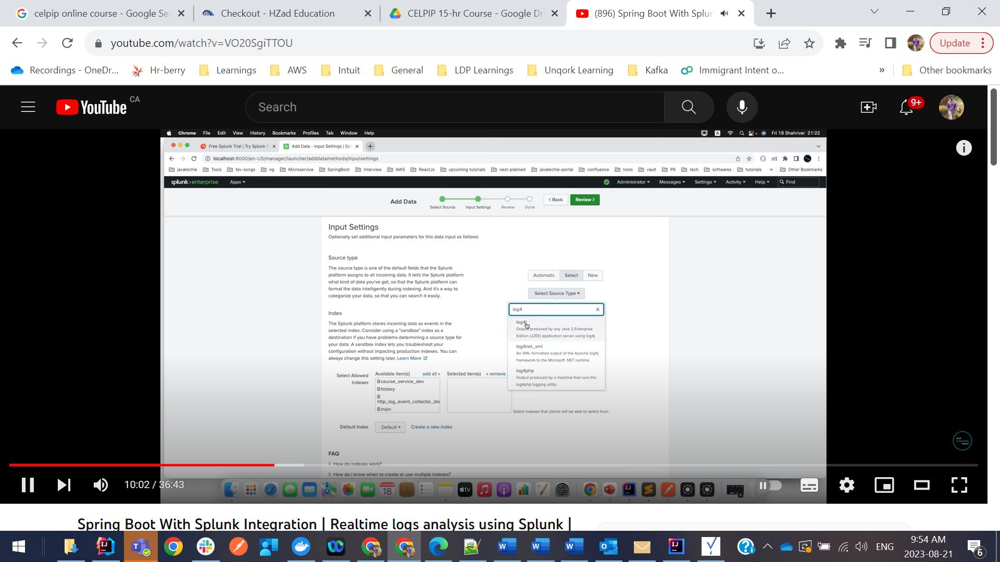 celpip online course - Google Sea
Checkout - HZad Education
CELPIP 15-hr Course - Google Dri
(896) Spring Boot With Splun
youtube.com/watch?v=VO20SgiTTOU
Update
Recordings - OneDr...
Hr-berry
Learnings
AWS
Intuit
General
LDP Learnings
Unqork Learning
Kafka
Immigrant Intent o...
»
Other bookmarks
YouTube CA
Search
9+
Chrome File Edit View History Bookmarks Profiles Tab Window Help
A
Fri 18 Shahrivar 21:22
Free Splunk Trial | Try Splunk E
Add Data - Input Settings | Spl
localhost:8000/en-US/manager/launcher/adddatamethods/inputsettings
javatechie Tools fav-songs ng Microservice SpringBoot Interview AWS ReactJs upcoming tutorials next-planned javatechie-portal confluence tools vault PR tech softwares tutorials » Other Bookmarks
splunk>enterprise Apps
Administrator Messages Settings Activity Help Find
Add Data
Select Source Input Settings Review Done
< Back
Review >
Input Settings
Optionally set additional input parameters for this data input as follows:
Source type
The source type is one of the default fields that the Splunk
platform assigns to all incoming data. It tells the Splunk platform
what kind of data you've got, so that the Splunk platform can
format the data intelligently during indexing. And it's a way to
categorize your data, so that you can search it easily.
Automatic Select New
Select Source Type
log4
log4j
Output produced by any Java 2 Enterprise
Edition (J2EE) application server using log4j
log4net_xml
An XML-formatted output of the Apache log4j
framework to the Microsoft .NET runtime
log4php
Output produced by a machine that runs the
log4php logging utility
Index
The Splunk platform stores incoming data as events in the
selected index. Consider using a "sandbox" index as a
destination if you have problems determining a source type for
your data. A sandbox index lets you troubleshoot your
configuration without impacting production indexes. You can
always change this setting later. Learn More
Select Allowed
Indexes
Available item(s) add all »
course_service_dev
history
http_log_event_collector_idx
main
Selected item(s) « remove
Select indexes that clients will be able to select from.
Default Index
Default
Create a new index
FAQ
> How do indexes work?
> How do I know when to create or use multiple indexes?
Java
Techie
10:02 / 36:43
18
tv
Spring Boot With Splunk Integration | Realtime logs analysis using Splunk |
ENG
9:54 AM
2023-08-21
6